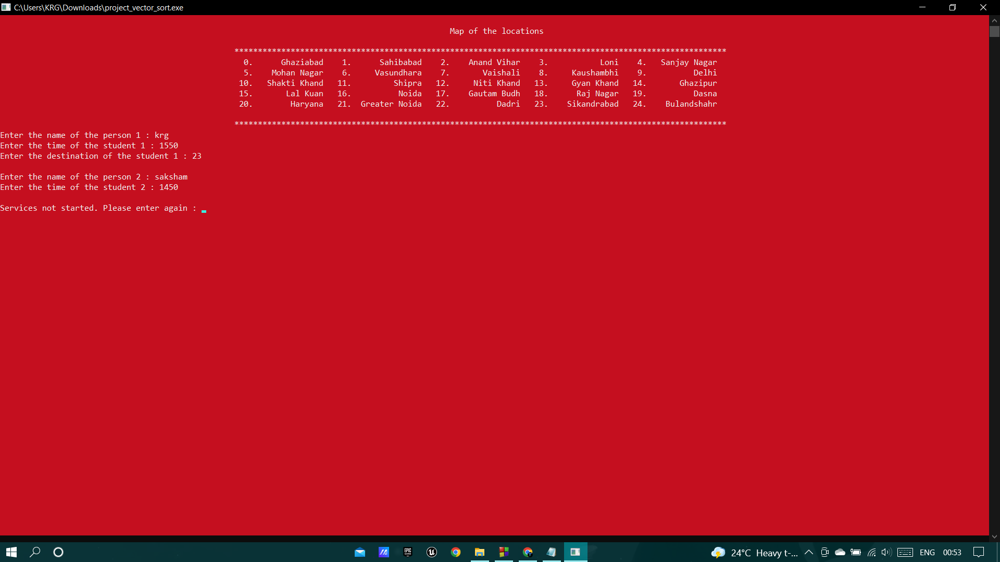 C:\Users\KRG\Downloads\project_vector_sort.exe
Map of the locations
*********************************************************************************************************
0. Ghaziabad 1. Sahibabad 2. Anand Vihar 3. Loni 4. Sanjay Nagar
5. Mohan Nagar 6. Vasundhara 7. Vaishali 8. Kaushambhi 9. Delhi
10. Shakti Khand 11. Shipra 12. Niti Khand 13. Gyan Khand 14. Ghazipur
15. Lal Kuan 16. Noida 17. Gautam Budh 18. Raj Nagar 19. Dasna
20. Haryana 21. Greater Noida 22. Dadri 23. Sikandrabad 24. Bulandshahr
*********************************************************************************************************
Enter the name of the person 1 : krg
Enter the time of the student 1 : 1550
Enter the destination of the student 1 : 23
Enter the name of the person 2 : saksham
Enter the time of the student 2 : 1450
Services not started. Please enter again :
EPIC GAMES
24°C Heavy t-... ENG 00:53